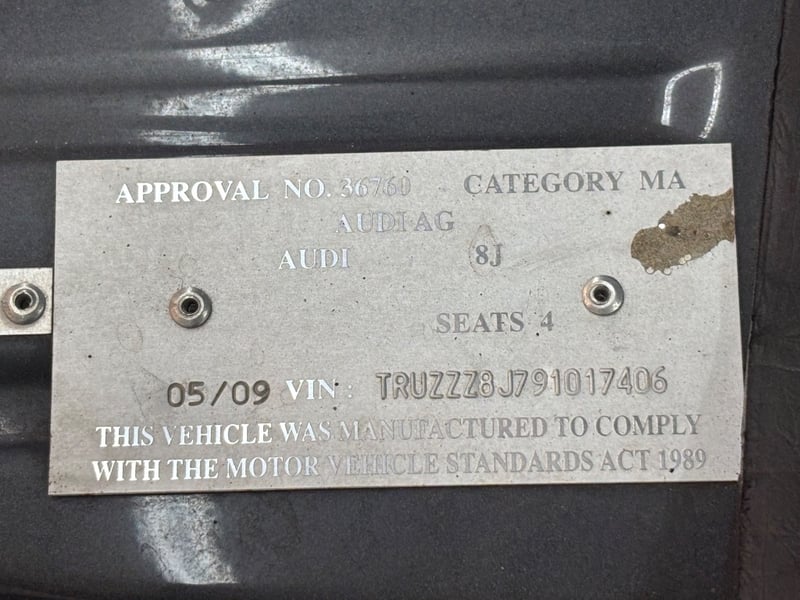 APPROVAL NO. 36760 CATEGORY MA
AUDI AG
AUDI 8J
SEATS 4
05/09 VIN: TRUZZZ8J791017406
THIS VEHICLE WAS MANUFACTURED TO COMPLY
WITH THE MOTOR VEHICLE STANDARDS ACT 1989